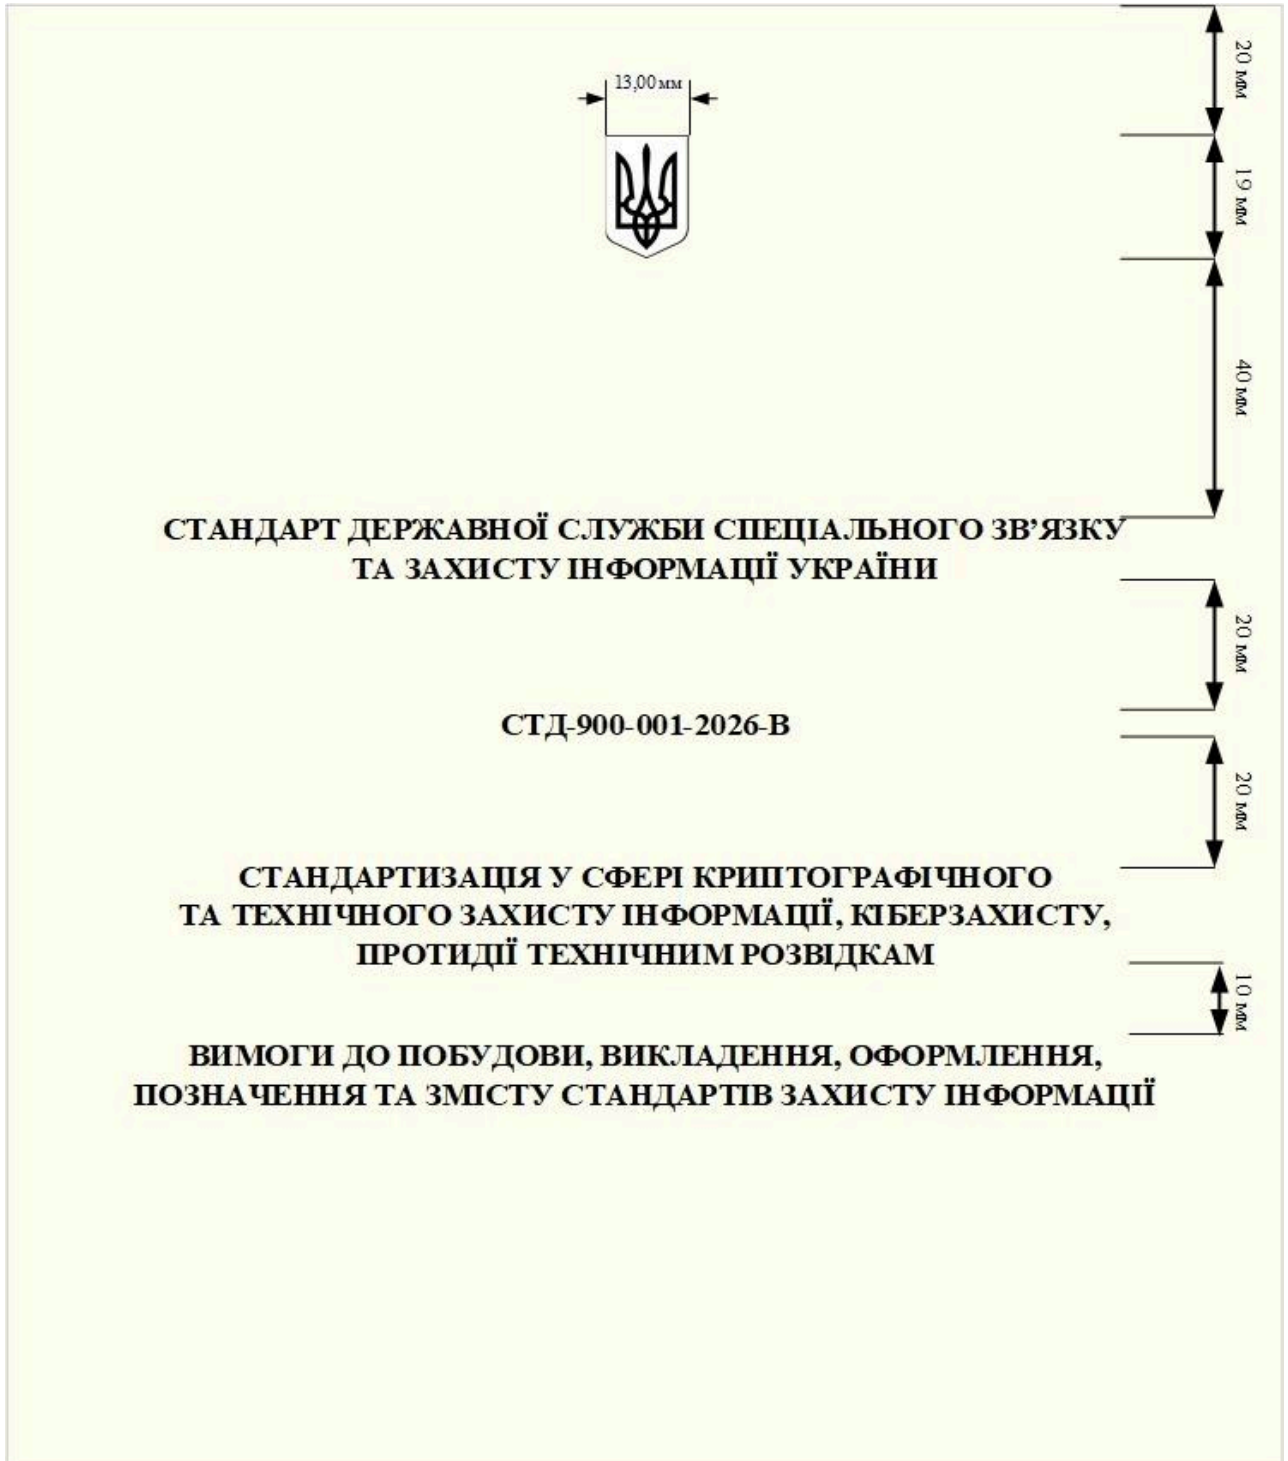 20 мм
13,00 мм
19 мм
40 мм
СТАНДАРТ ДЕРЖАВНОЇ СЛУЖБИ СПЕЦІАЛЬНОГО ЗВ’ЯЗКУ
ТА ЗАХИСТУ ІНФОРМАЦІЇ УКРАЇНИ
20 мм
СТД-900-001-2026-В
20 мм
СТАНДАРТИЗАЦІЯ У СФЕРІ КРИПТОГРАФІЧНОГО
ТА ТЕХНІЧНОГО ЗАХИСТУ ІНФОРМАЦІЇ, КІБЕРЗАХИСТУ,
ПРОТИДІЇ ТЕХНІЧНИМ РОЗВІДКАМ
10 мм
ВИМОГИ ДО ПОБУДОВИ, ВИКЛАДЕННЯ, ОФОРМЛЕННЯ,
ПОЗНАЧЕННЯ ТА ЗМІСТУ СТАНДАРТІВ ЗАХИСТУ ІНФОРМАЦІЇ